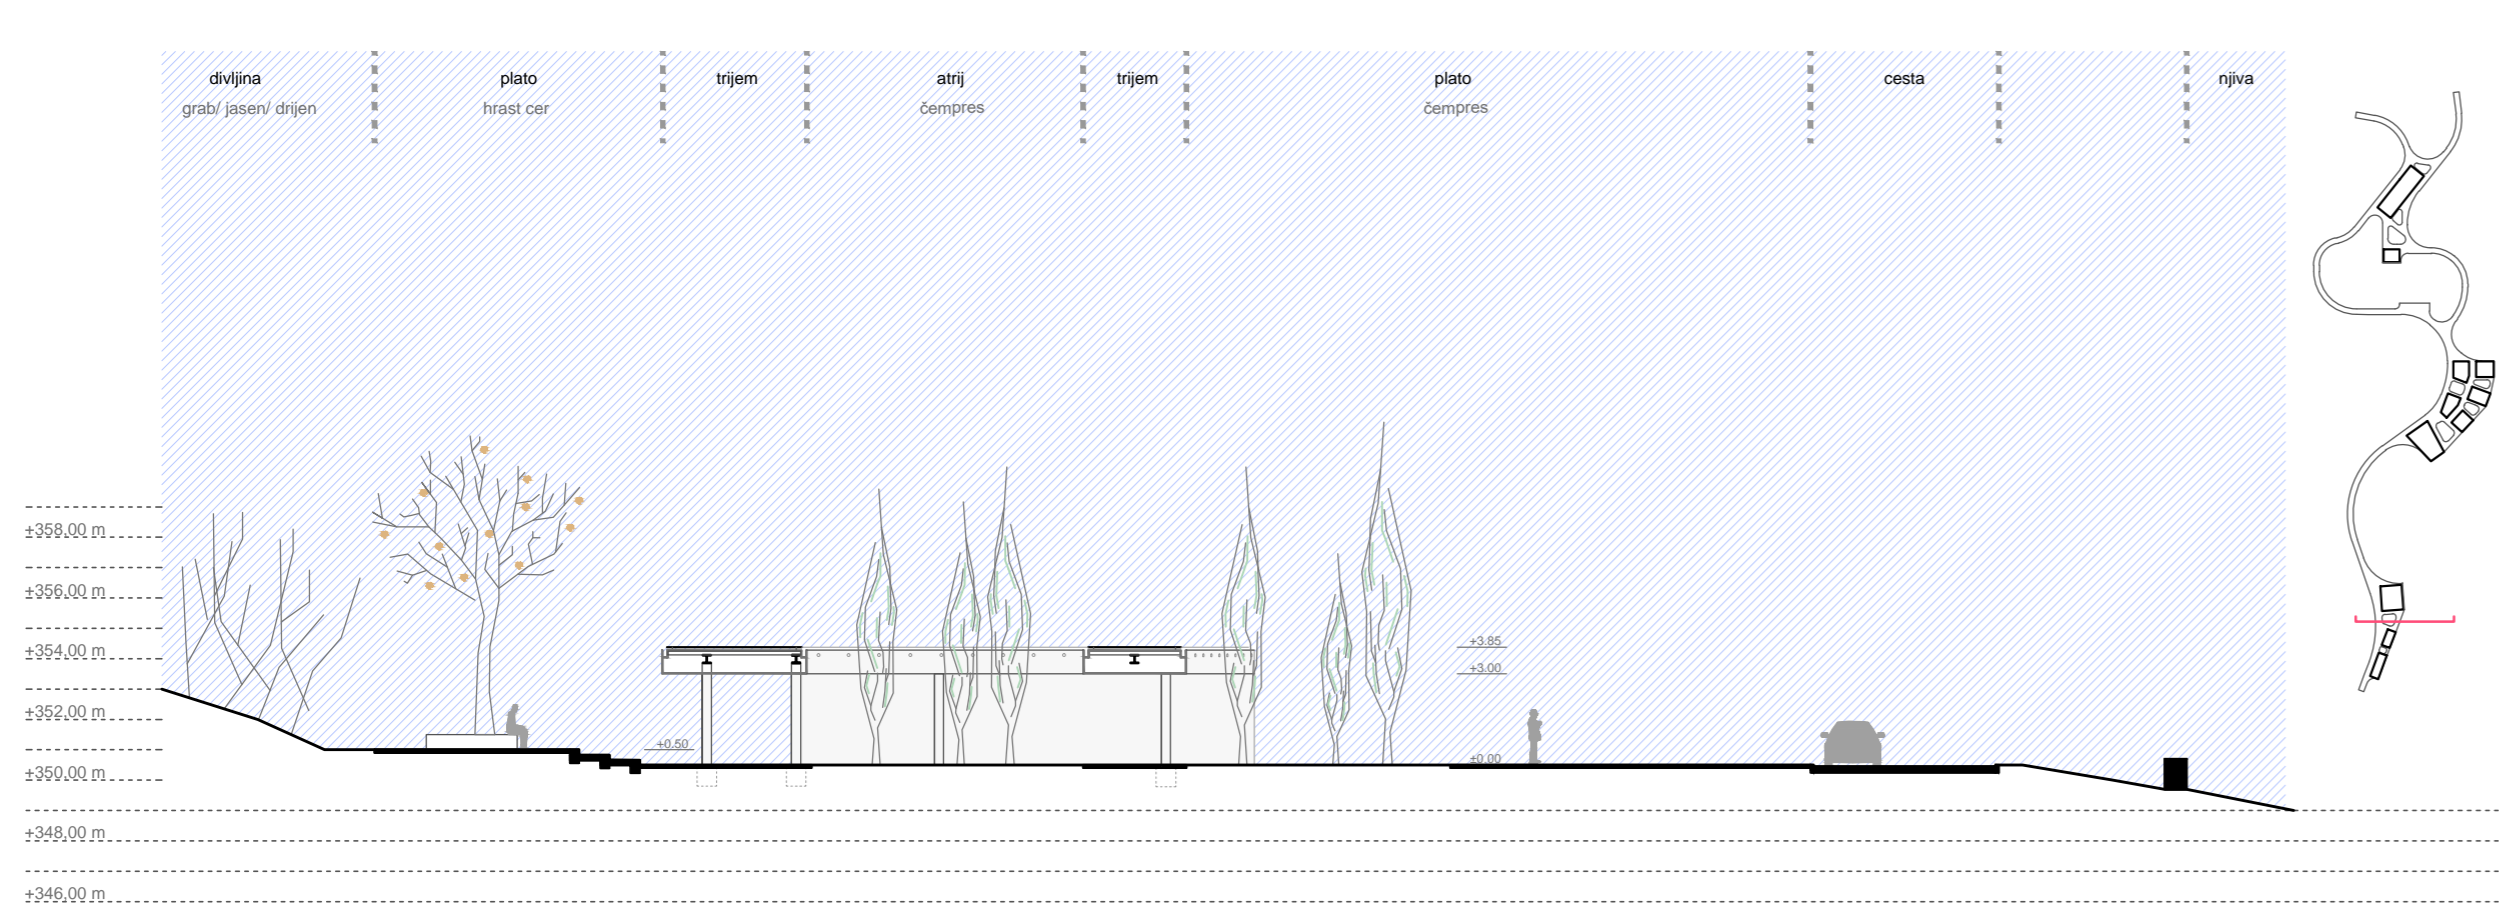 divljina
grab/ jasen/ drijen
plato
hrast cer
trijem
atrij
čempres
trijem
plato
čempres
cesta
njiva
+358,00 m
+356,00 m
+354,00 m
+352,00 m
+350,00 m
+348,00 m
+346,00 m
+3.85
+3.00
+0.50
±0.00